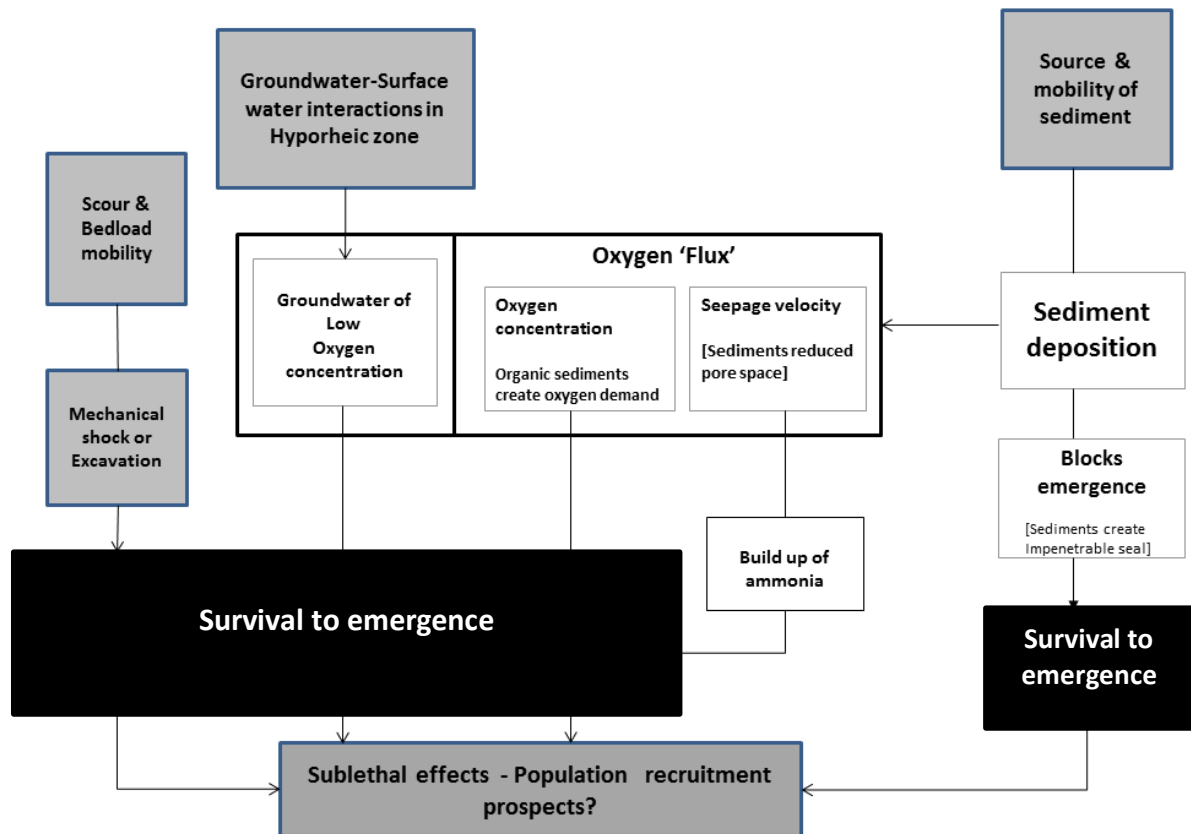 Groundwater-Surface
water interactions in
Hyporheic zone
Source &
mobility of
sediment
Scour &
Bedload
mobility
Oxygen 'Flux'
Groundwater of
Low
Oxygen
concentration
Oxygen
concentration
Organic sediments
create oxygen demand
Seepage velocity
[Sediments reduced
pore space]
Sediment
deposition
Mechanical
shock or
Excavation
Blocks
emergence
[Sediments create
Impenetrable seal]
Build up of
ammonia
Survival to emergence
Survival to
emergence
Sublethal effects - Population recruitment
prospects?